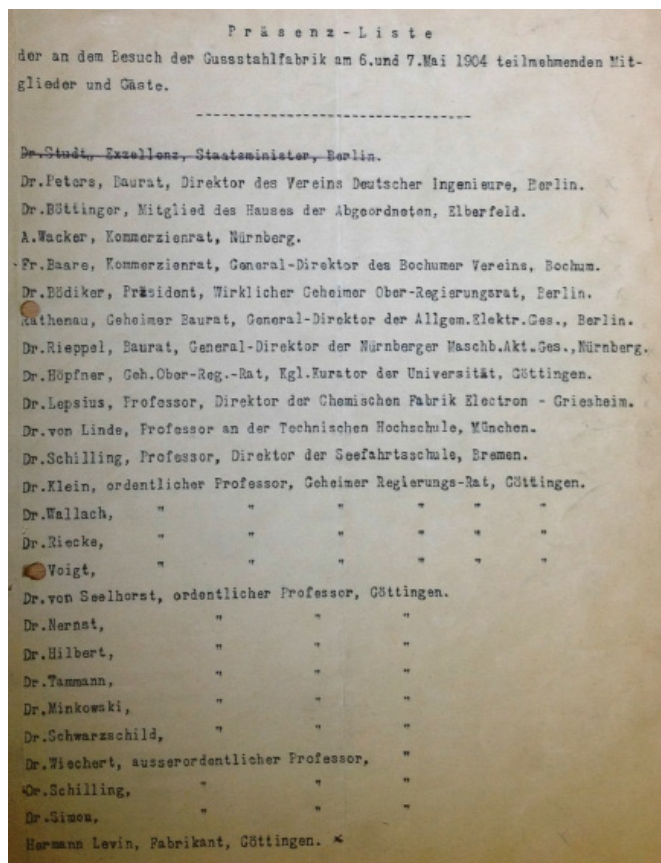 Präsenz-Liste
der an dem Besuch der Gussstahlfabrik am 6.und 7.Mai 1904 teilnehmenden Mit-
glieder und Gäste.
Dr.Studt, Exzellenz, Staatsminister, Berlin.
Dr.Peters, Baurat, Direktor des Vereins Deutscher Ingenieure, Berlin.
Dr.Böttinger, Mitglied des Hauses der Abgeordneten, Elberfeld.
A.Wacker, Kommerzienrat, Nürnberg.
Fr.Baare, Kommerzienrat, General-Direktor des Bochumer Vereins, Bochum.
Dr.Bödiker, Präsident, Wirklicher Geheimer Ober-Regierungsrat, Berlin.
Rathenau, Geheimer Baurat, General-Direktor der Allgem.Elektr.Ges., Berlin.
Dr.Rieppel, Baurat, General-Direktor der Nürnberger Maschb.Akt.Ges.,Nürnberg.
Dr.Höpfner, Geh.Ober-Reg.-Rat, Kgl.Kurator der Universität, Göttingen.
Dr.Lepsius, Professor, Direktor der Chemischen Fabrik Electron - Griesheim.
Dr.von Linde, Professor an der Technischen Hochschule, München.
Dr.Schilling, Professor, Direktor der Seefahrtsschule, Bremen.
Dr.Klein, ordentlicher Professor, Geheimer Regierungs-Rat, Göttingen.
Dr.Wallach, " " " " " "
Dr.Riecke, " " " " " "
Voigt, " " " " " "
Dr.von Seelhorst, ordentlicher Professor, Göttingen.
Dr.Nernst, " " "
Dr.Hilbert, " " "
Dr.Tammann, " " "
Dr.Minkowski, " " "
Dr.Schwarzschild, " " "
Dr.Wiechert, ausserordentlicher Professor, "
Dr.Schilling, " " "
Dr.Simon, " " "
Hermann Levin, Fabrikant, Göttingen.